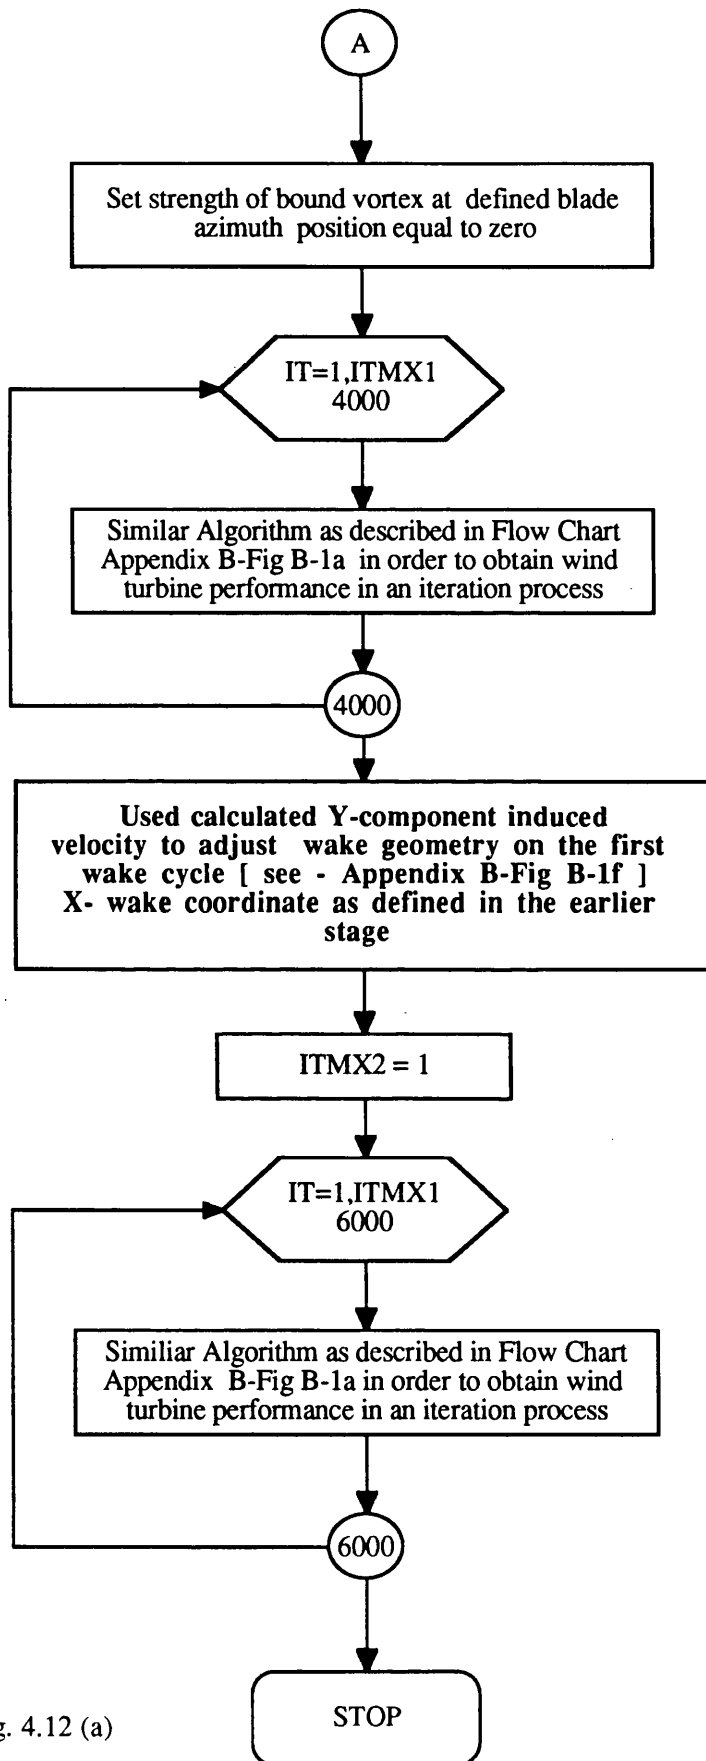 A
Set strength of bound vortex at defined blade
azimuth position equal to zero
IT=1,ITMX1
4000
Similar Algorithm as described in Flow Chart
Appendix B-Fig B-1a in order to obtain wind
turbine performance in an iteration process
4000
Used calculated Y-component induced
velocity to adjust wake geometry on the first
wake cycle [ see - Appendix B-Fig B-1f ]
X- wake coordinate as defined in the earlier
stage
ITMX2 = 1
IT=1,ITMX1
6000
Similiar Algorithm as described in Flow Chart
Appendix B-Fig B-1a in order to obtain wind
turbine performance in an iteration process
6000
STOP
g. 4.12 (a)